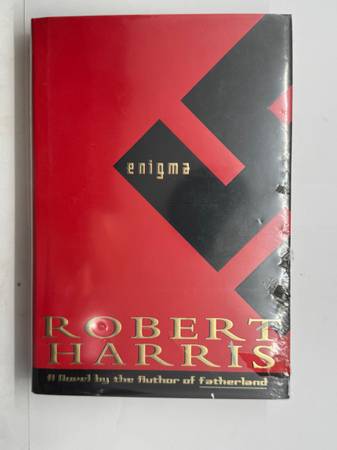 enigma
ROBERT
HARRIS
A Novel by the Author of Fatherland